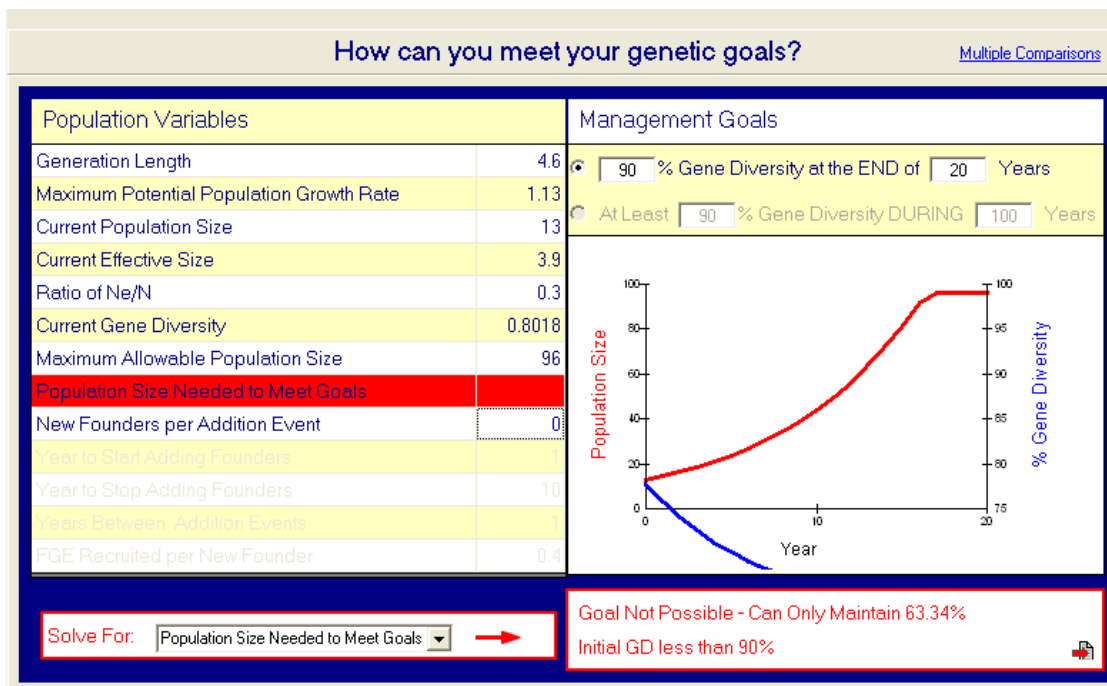 How can you meet your genetic goals?
Multiple Comparisons
Population Variables
Generation Length 4.6
Maximum Potential Population Growth Rate 1.13
Current Population Size 13
Current Effective Size 3.9
Ratio of Ne/N 0.3
Current Gene Diversity 0.8018
Maximum Allowable Population Size 96
Population Size Needed to Meet Goals
New Founders per Addition Event 0
Year to Start Adding Founders 1
Year to Stop Adding Founders 10
Years Between Addition Events 1
FGE Recruited per New Founder 0.4
Solve For: Population Size Needed to Meet Goals
Management Goals
90 % Gene Diversity at the END of 20 Years
At Least 90 % Gene Diversity DURING 100 Years
Population Size
100
80
60
40
20
0
0 10 20
Year
100
95
90
85
80
75
% Gene Diversity
Goal Not Possible - Can Only Maintain 63.34%
Initial GD less than 90%